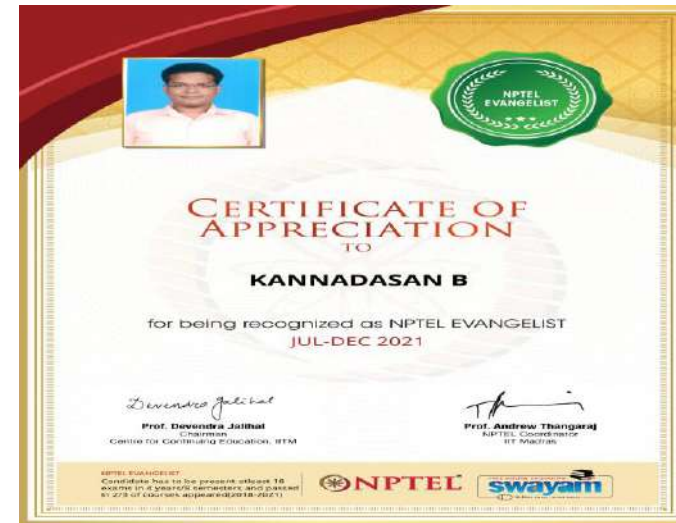 NPTEL
EVANGELIST
CERTIFICATE OF
APPRECIATION
TO
KANNADASAN B
for being recognized as NPTEL EVANGELIST
JUL-DEC 2021
Devendra Jalihal
Prof. Devendra Jalihal
Chairman
Centre for Continuing Education, IITM
Prof. Andrew Thangaraj
NPTEL Coordinator
IIT Madras
NPTEL EVANGELIST
Candidate has to be present atleast 16
exams in 4 years/8 semesters and passed
in 2/3 of courses appeared(2018-2021)
NPTEL
swayam